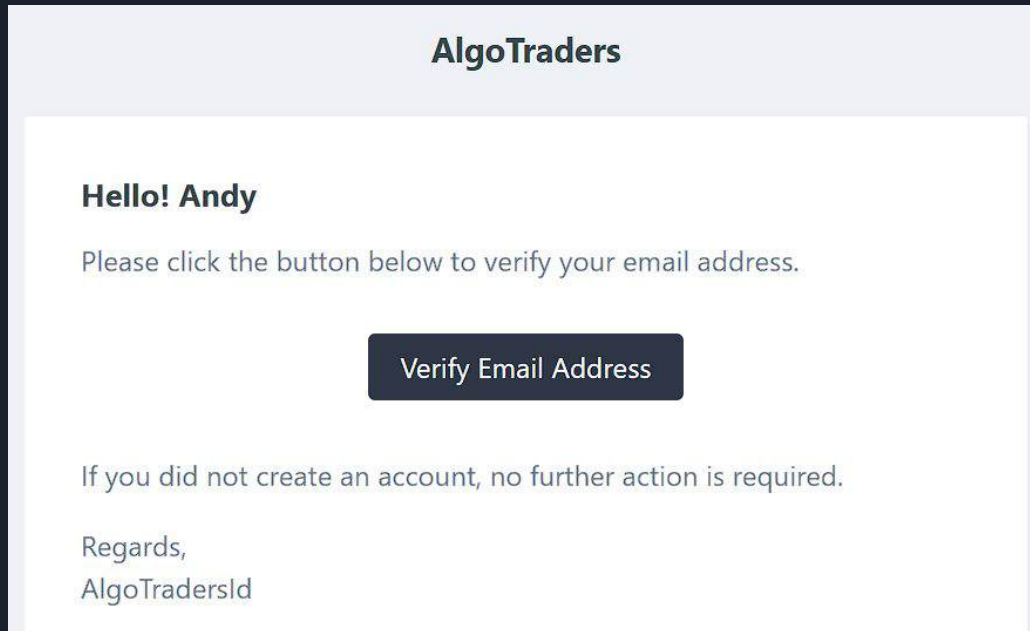 AlgoTraders
Hello! Andy
Please click the button below to verify your email address.
Verify Email Address
If you did not create an account, no further action is required.
Regards,
AlgoTradersId